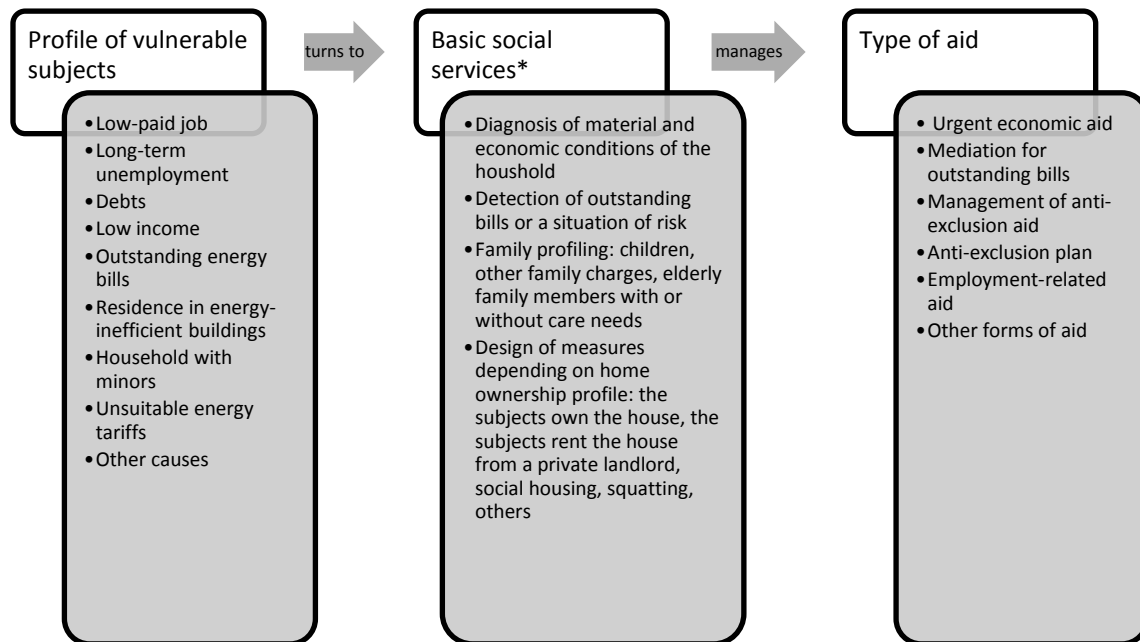 Profile of vulnerable
subjects
•Low-paid job
•Long-term
unemployment
•Debts
•Low income
•Outstanding energy
bills
•Residence in energy-
inefficient buildings
•Household with
minors
•Unsuitable energy
tariffs
•Other causes
turns to
Basic social
services*
•Diagnosis of material and
economic conditions of the
houshold
•Detection of outstanding
bills or a situation of risk
•Family profiling: children,
other family charges, elderly
family members with or
without care needs
•Design of measures
depending on home
ownership profile: the
subjects own the house, the
subjects rent the house
from a private landlord,
social housing, squatting,
others
manages
Type of aid
• Urgent economic aid
•Mediation for
outstanding bills
•Management of anti-
exclusion aid
•Anti-exclusion plan
•Employment-related
aid
•Other forms of aid